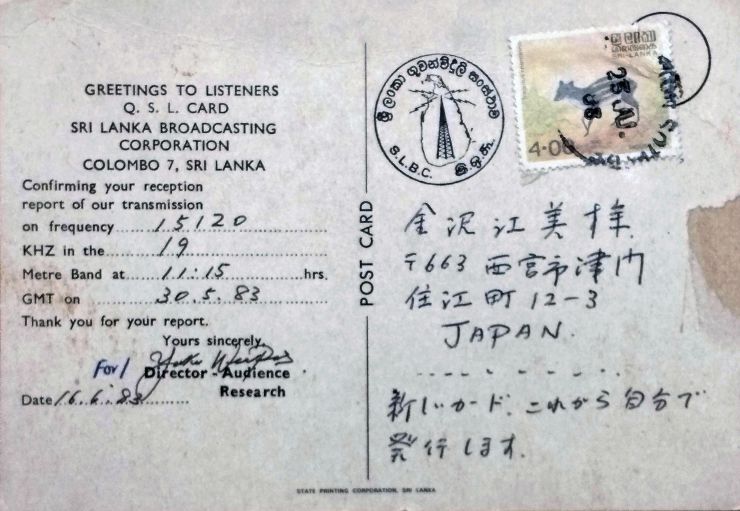 GREETINGS TO LISTENERS
Q. S. L. CARD
SRI LANKA BROADCASTING
CORPORATION
COLOMBO 7, SRI LANKA
Confirming your reception
report of our transmission
on frequency 15120
KHZ in the 19
Metre Band at 11:15 hrs.
GMT on 30.5.83
Thank you for your report.
Yours sincerely,
For/ Director - Audience
Research
Date 16.6.83
POST CARD
ශ්‍රී ලංකා ගුවන්විදුලි සංස්ථාව
S.L.B.C.
ශ්‍රී ලංකා
SRI LANKA
4.00
25 JU.
金沢江美様
〒663 西宮市津門
住江町12-3
JAPAN.
新しいカード、これから自分で
発行します.
STATE PRINTING CORPORATION, SRI LANKA